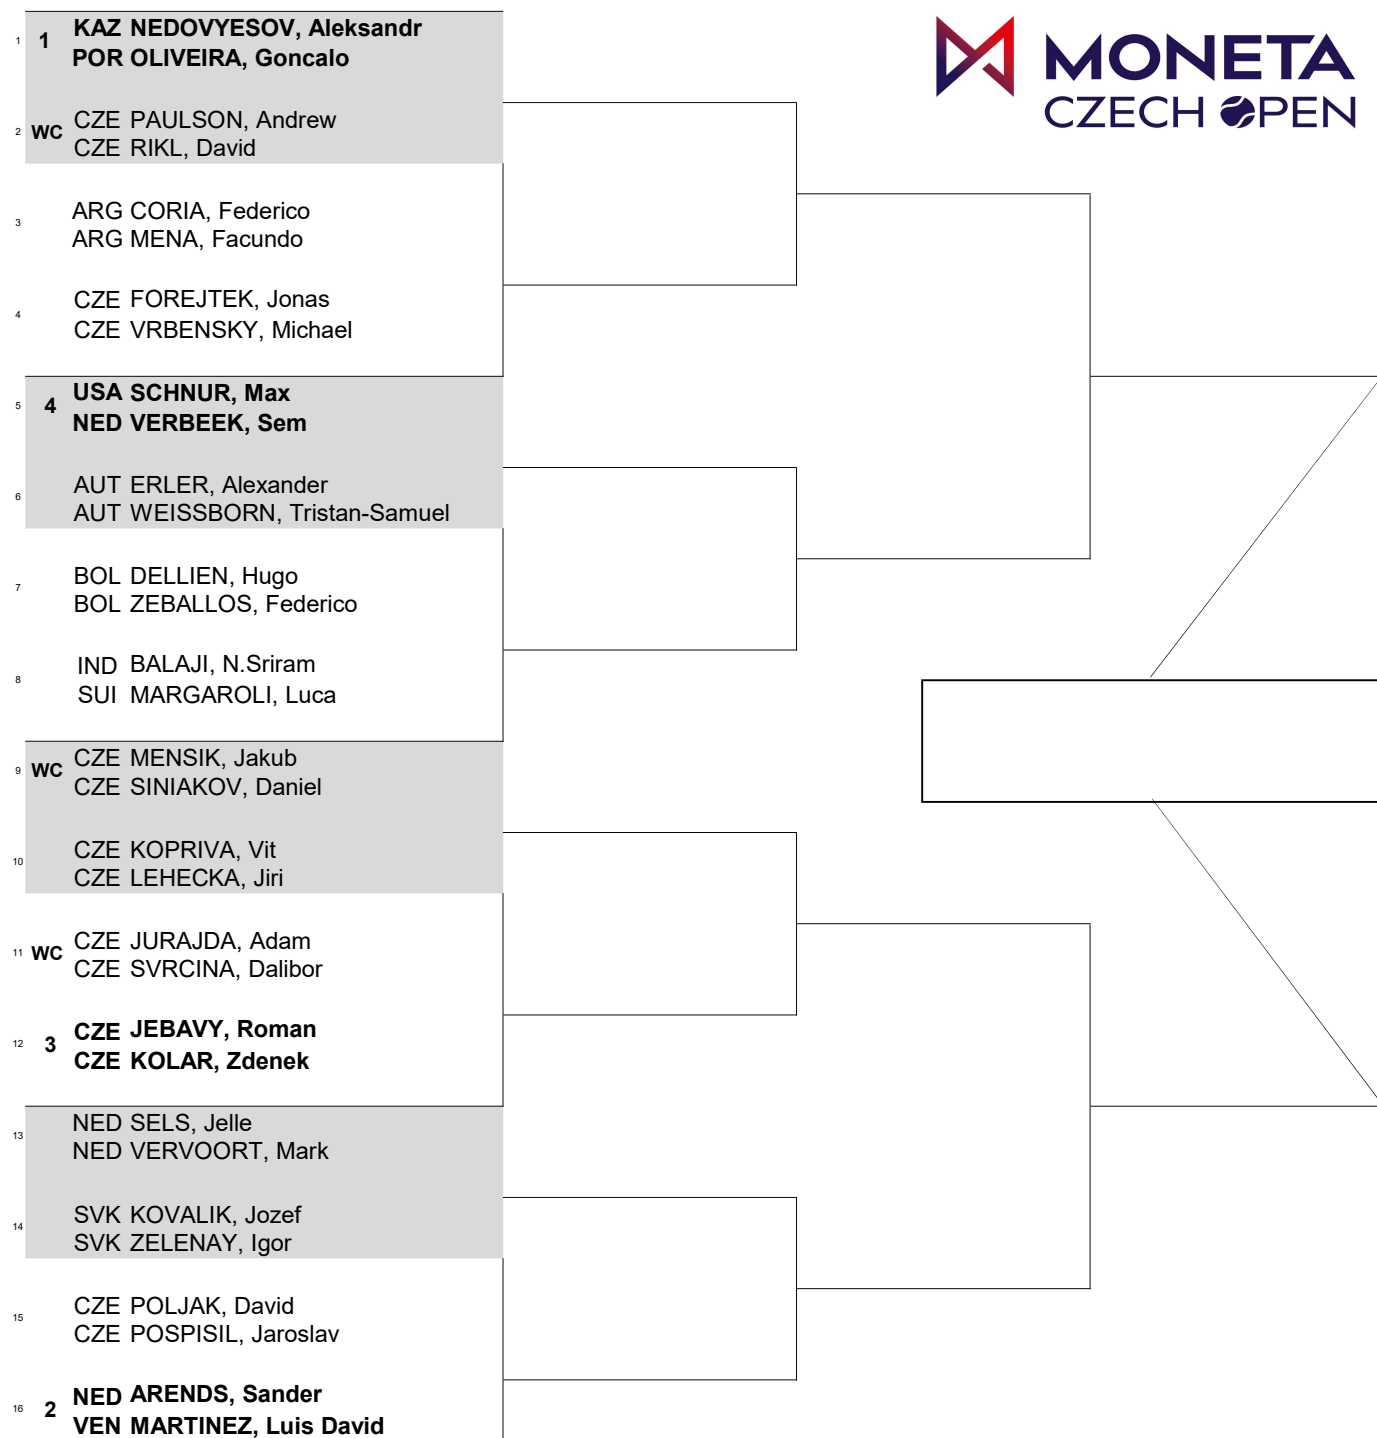 1 1 KAZ NEDOVYESOV, Aleksandr
POR OLIVEIRA, Goncalo
MONETA
CZECH OPEN
2 WC CZE PAULSON, Andrew
CZE RIKL, David
3 ARG CORIA, Federico
ARG MENA, Facundo
4 CZE FOREJTEK, Jonas
CZE VRBENSKY, Michael
5 4 USA SCHNUR, Max
NED VERBEEK, Sem
6 AUT ERLER, Alexander
AUT WEISSBORN, Tristan-Samuel
7 BOL DELLIEN, Hugo
BOL ZEBALLOS, Federico
8 IND BALAJI, N.Sriram
SUI MARGAROLI, Luca
9 WC CZE MENSIK, Jakub
CZE SINIAKOV, Daniel
10 CZE KOPRIVA, Vit
CZE LEHECKA, Jiri
11 WC CZE JURAJDA, Adam
CZE SVRCINA, Dalibor
12 3 CZE JEBAVY, Roman
CZE KOLAR, Zdenek
13 NED SELS, Jelle
NED VERVOORT, Mark
14 SVK KOVALIK, Jozef
SVK ZELENAY, Igor
15 CZE POLJAK, David
CZE POSPISIL, Jaroslav
16 2 NED ARENDS, Sander
VEN MARTINEZ, Luis David